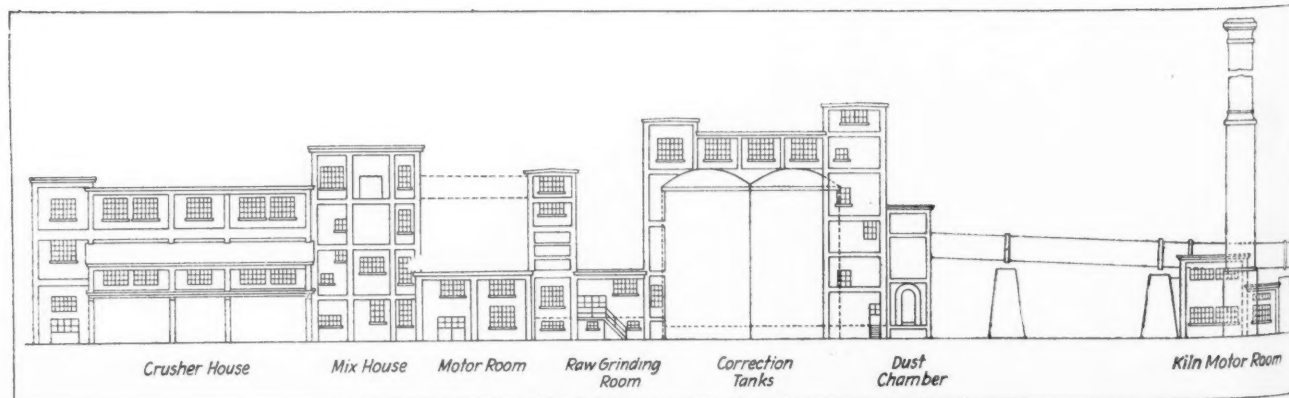 Crusher House
Mix House
Motor Room
Raw Grinding
Room
Correction
Tanks
Dust
Chamber
Kiln Motor Room